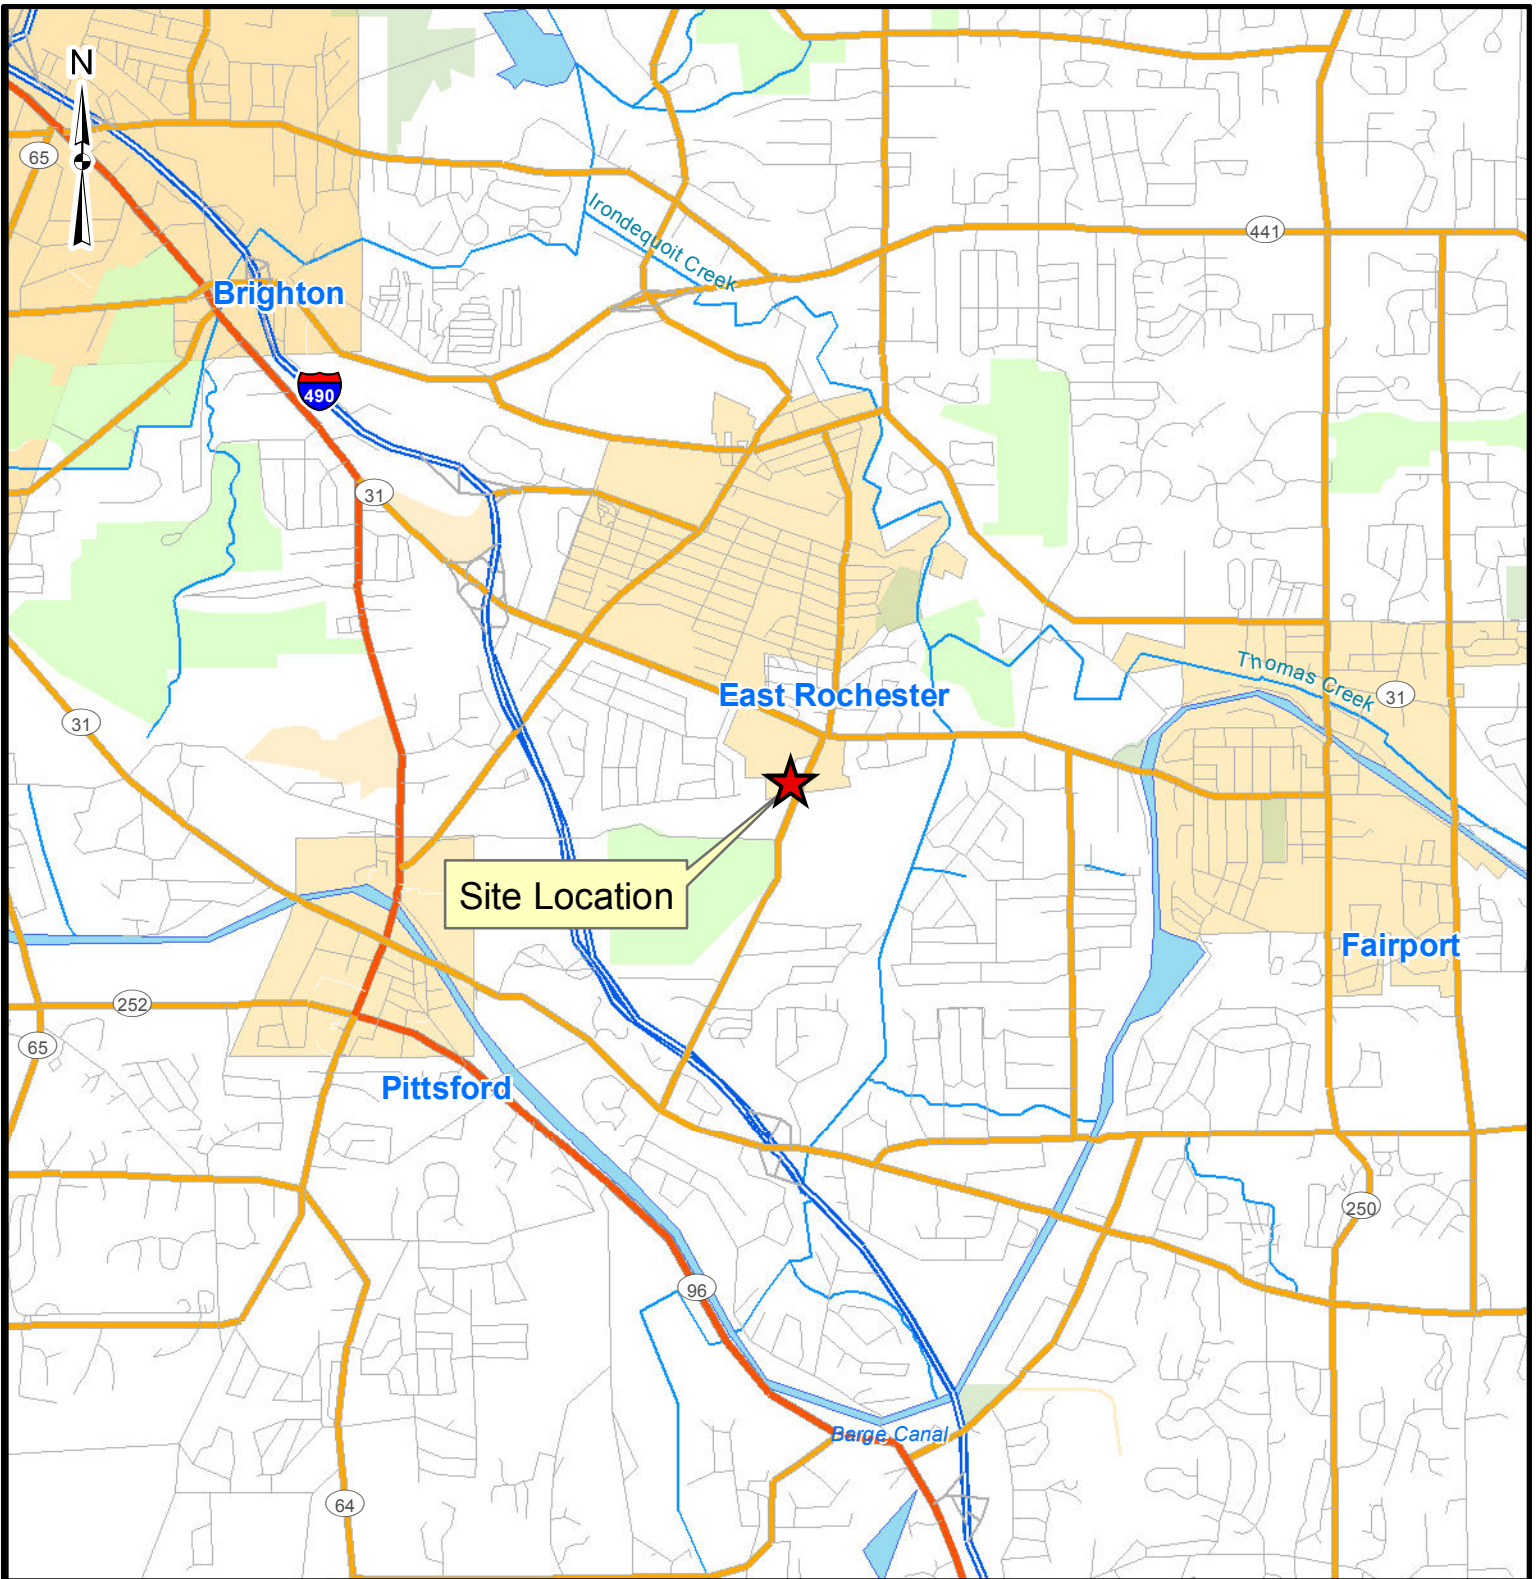 N
65
Irondequoit Creek
441
Brighton
490
31
Thomas Creek
31
East Rochester
31
Site Location
Fairport
252
65
Pittsford
250
96
Barge Canal
64